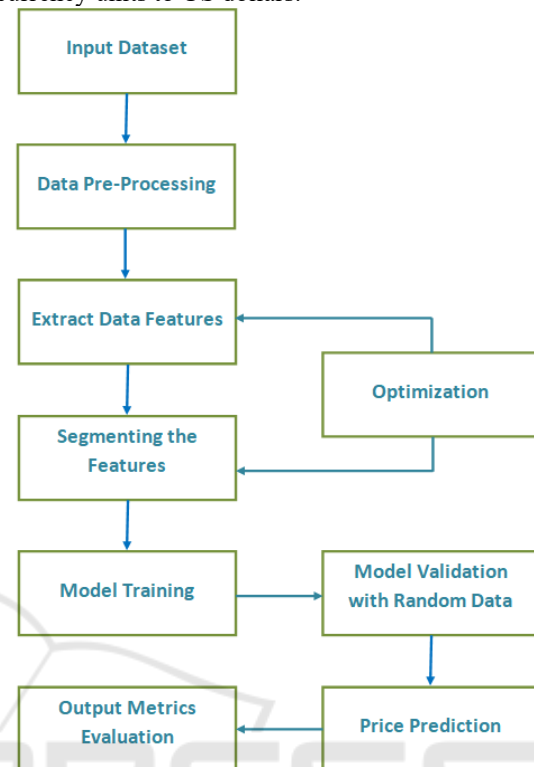 Input Dataset
Data Pre-Processing
Extract Data Features
Optimization
Segmenting the
Features
Model Training
Model Validation
with Random Data
Output Metrics
Evaluation
Price Prediction